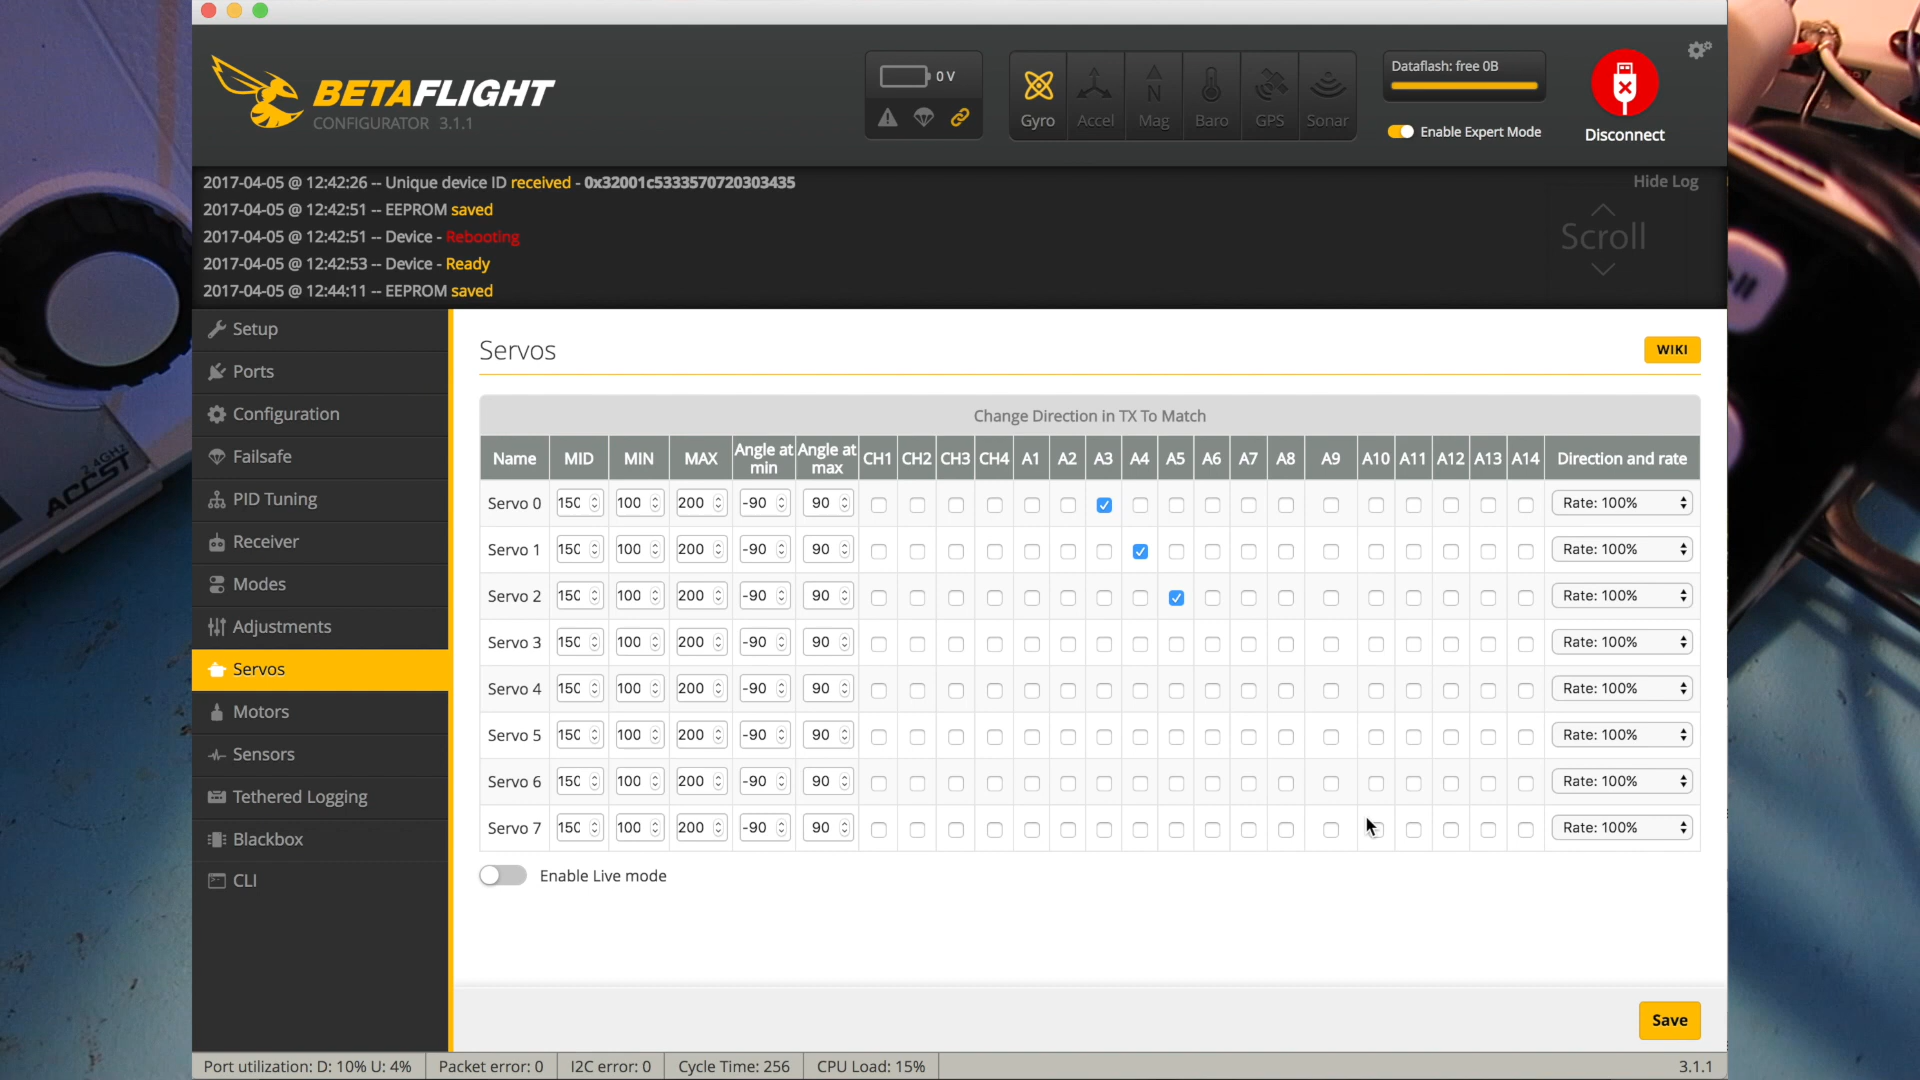 BETAFLIGHT
CONFIGURATOR 3.1.1
0 V
Gyro Accel Mag Baro GPS Sonar
N
Dataflash: free 0B
Enable Expert Mode
Disconnect
2017-04-05 @ 12:42:26 -- Unique device ID received - 0x32001c5333570720303435
2017-04-05 @ 12:42:51 -- EEPROM saved
2017-04-05 @ 12:42:51 -- Device - Rebooting
2017-04-05 @ 12:42:53 -- Device - Ready
2017-04-05 @ 12:44:11 -- EEPROM saved
Hide Log
Scroll
Setup
Ports
Configuration
Failsafe
PID Tuning
Receiver
Modes
Adjustments
Servos
Motors
Sensors
Tethered Logging
Blackbox
CLI
Servos
WIKI
Change Direction in TX To Match
Name MID MIN MAX Angle at min Angle at max CH1 CH2 CH3 CH4 A1 A2 A3 A4 A5 A6 A7 A8 A9 A10 A11 A12 A13 A14 Direction and rate
Servo 0 150 100 200 -90 90 Rate: 100%
Servo 1 150 100 200 -90 90 Rate: 100%
Servo 2 150 100 200 -90 90 Rate: 100%
Servo 3 150 100 200 -90 90 Rate: 100%
Servo 4 150 100 200 -90 90 Rate: 100%
Servo 5 150 100 200 -90 90 Rate: 100%
Servo 6 150 100 200 -90 90 Rate: 100%
Servo 7 150 100 200 -90 90 Rate: 100%
Enable Live mode
Save
Port utilization: D: 10% U: 4% Packet error: 0 I2C error: 0 Cycle Time: 256 CPU Load: 15% 3.1.1
2.4GHz
ACCST